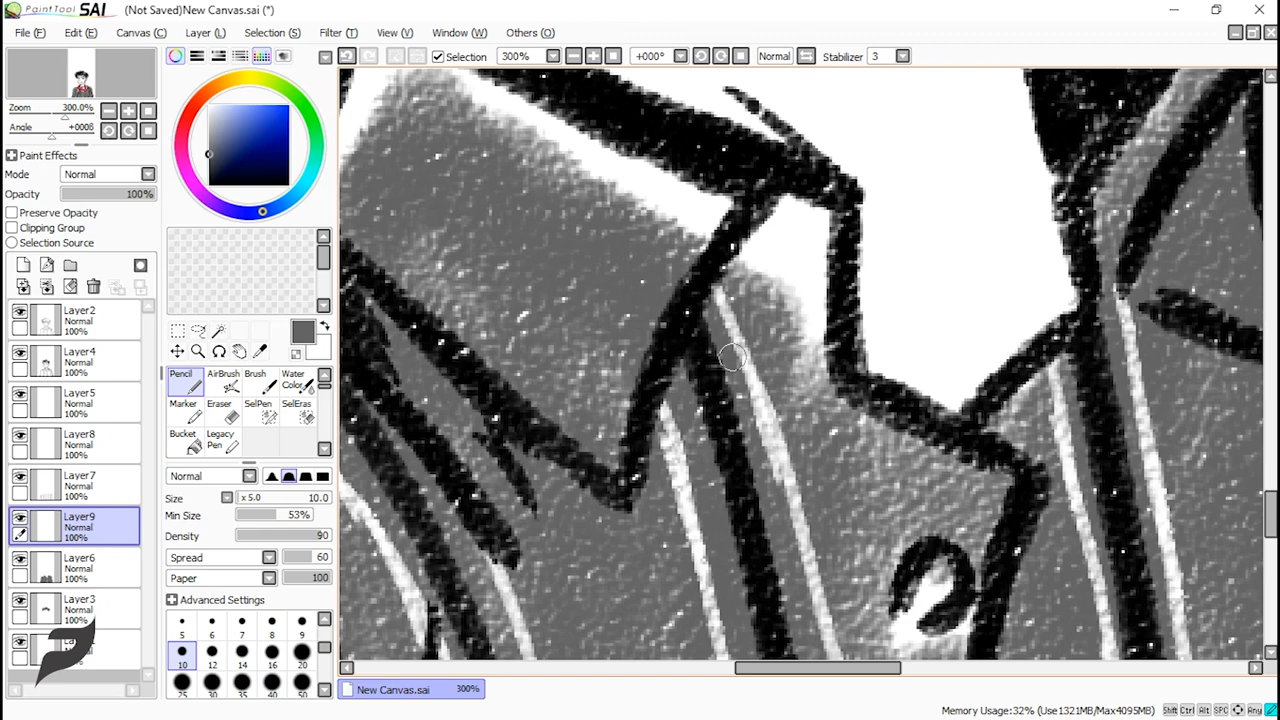 PaintTool SAI (Not Saved)New Canvas.sai (*)
File (F) Edit (E) Canvas (C) Layer (L) Selection (S) Filter (T) View (V) Window (W) Others (O)
Selection 300% +000° Normal Stabilizer 3
Zoom 300.0%
Angle +000δ
Paint Effects
Mode Normal
Opacity 100%
Preserve Opacity
Clipping Group
Selection Source
Layer2
Normal
100%
Layer4
Normal
100%
Layer5
Normal
100%
Layer8
Normal
100%
Layer7
Normal
100%
Layer9
Normal
100%
Layer6
Normal
100%
Layer3
Normal
100%
100%
Pencil AirBrush Brush Water Color
Marker Eraser SelPen SelEras
Bucket Legacy Pen
Normal
Size x 5.0 10.0
Min Size 53%
Density 90
Spread 60
Paper 100
Advanced Settings
5 6 7 8 9
10 12 14 16 20
25 30 35 40 50
New Canvas.sai 300%
Memory Usage:32% (Use1321MB/Max4095MB) Shift Ctrl Alt SPC Any